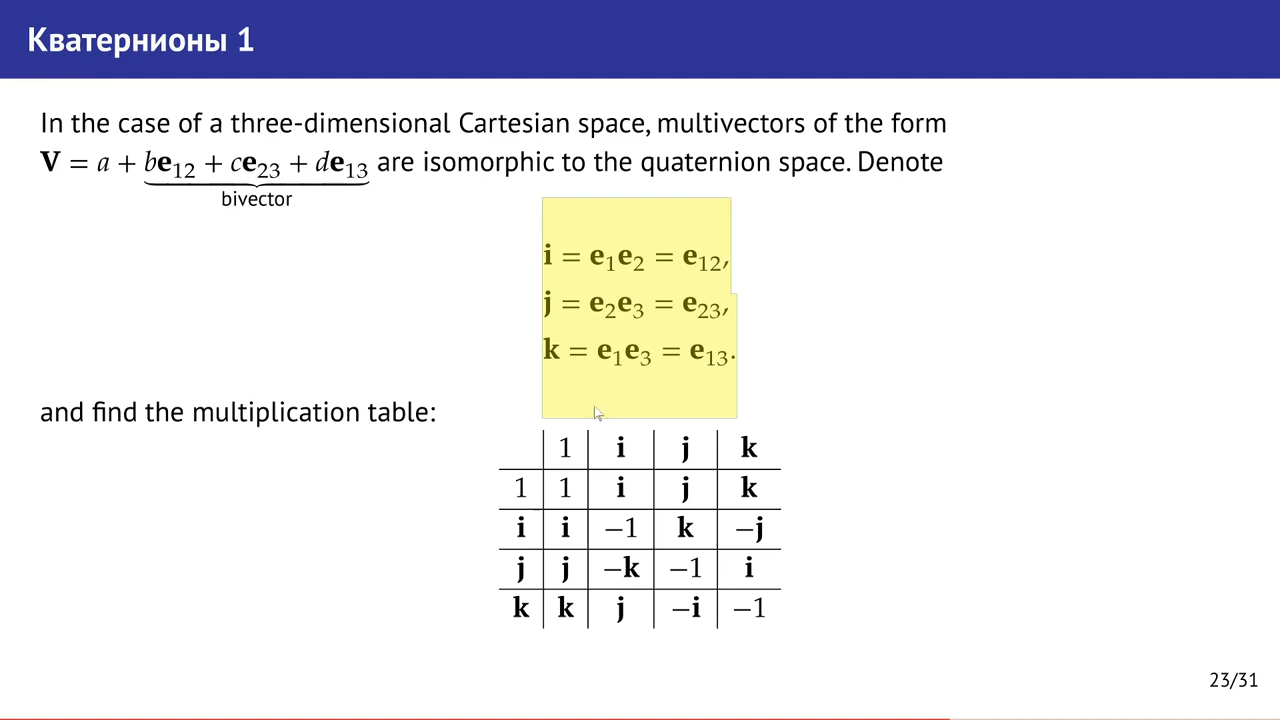 Кватернионы 1
In the case of a three-dimensional Cartesian space, multivectors of the form
V = a + be₁₂ + ce₂₃ + de₁₃ are isomorphic to the quaternion space. Denote
bivector
i = e₁e₂ = e₁₂,
j = e₂e₃ = e₂₃,
k = e₁e₃ = e₁₃.
and find the multiplication table:
1 i j k
1 1 i j k
i i −1 k −j
j j −k −1 i
k k j −i −1
23/31